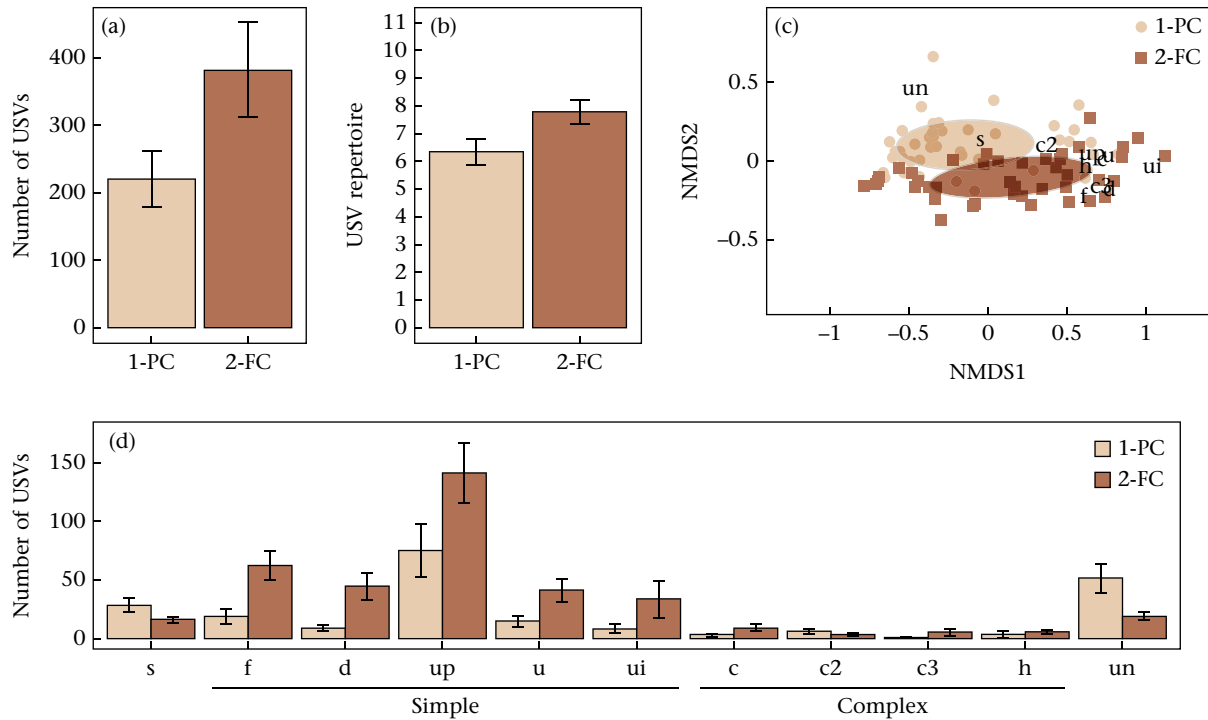 (a)
Number of USVs
400
300
200
100
0
1-PC 2-FC
(b)
USV repertoire
11
10
9
8
7
6
5
4
3
2
1
0
1-PC 2-FC
(c)
1-PC
2-FC
NMDS2
0.5
0
–0.5
un
s
c2
up
c
u
h
ui
c3
d
f
–1 –0.5 0 0.5 1
NMDS1
(d)
1-PC
2-FC
Number of USVs
150
100
50
0
s f d up u ui c c2 c3 h un
Simple Complex